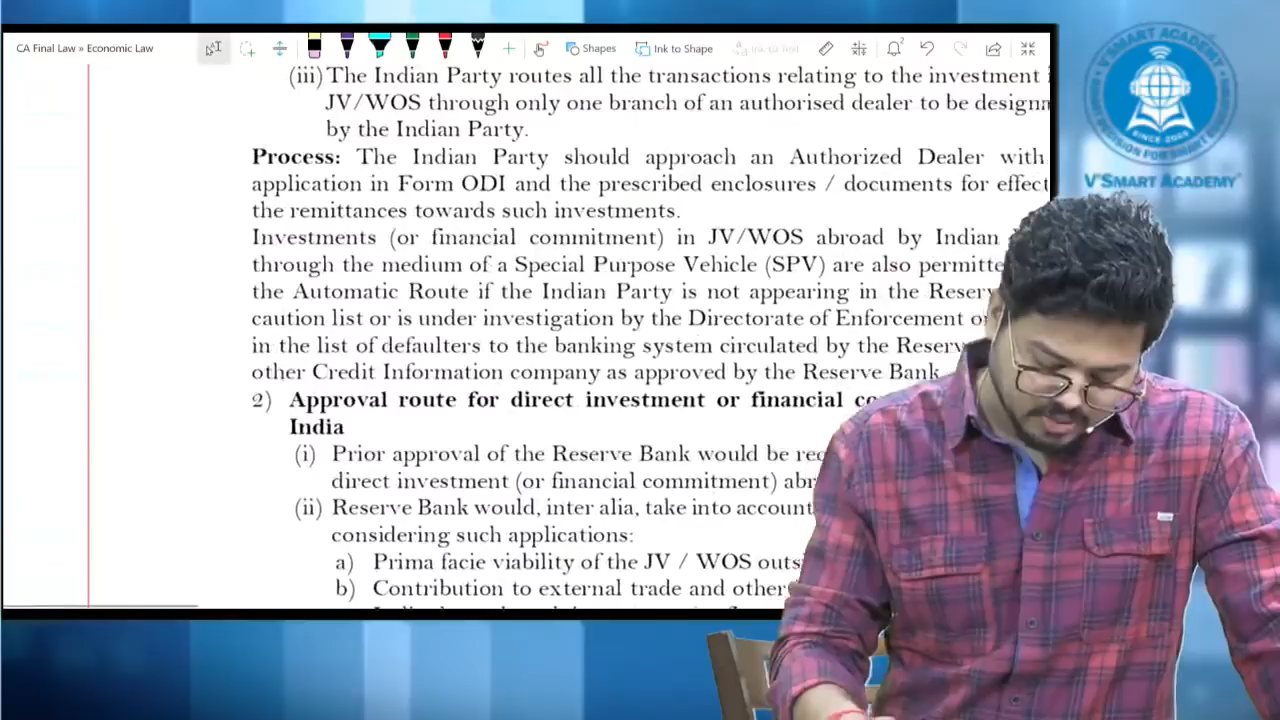 CA Final Law » Economic Law
Shapes
Ink to Shape
Ink to Text
(iii) The Indian Party routes all the transactions relating to the investment
JV/WOS through only one branch of an authorised dealer to be
by the Indian Party.
Process: The Indian Party should approach an Authorized Dealer with
application in Form ODI and the prescribed enclosures / documents for
the remittances towards such investments.
Investments (or financial commitment) in JV/WOS abroad by Indian
through the medium of a Special Purpose Vehicle (SPV) are also
the Automatic Route if the Indian Party is not appearing in the
caution list or is under investigation by the Directorate of Enforcement
in the list of defaulters to the banking system circulated by the
other Credit Information company as approved by the Reserve Bank
2) Approval route for direct investment or financial
India
(i) Prior approval of the Reserve Bank would be
direct investment (or financial commitment)
(ii) Reserve Bank would, inter alia, take into account
considering such applications:
a) Prima facie viability of the JV / WOS
b) Contribution to external trade and other
V'SMART ACADEMY
SINCE 2009
V'SMART ACADEMY